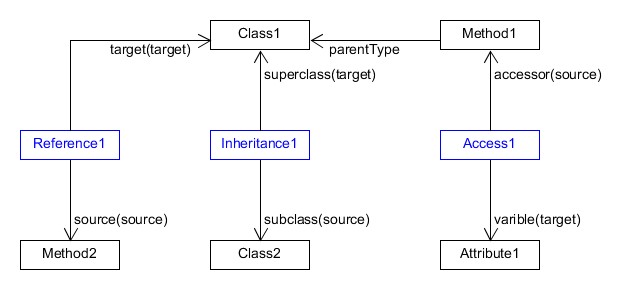 Class1
Method1
target(target)
parentType
superclass(target)
accessor(source)
Reference1
Inheritance1
Access1
source(source)
subclass(source)
varible(target)
Method2
Class2
Attribute1